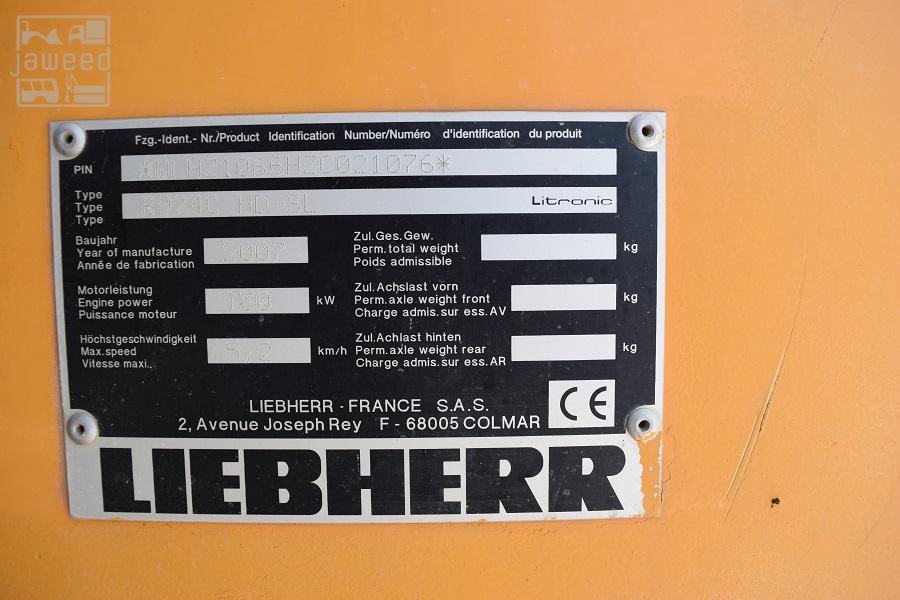 jaweed
Fzg.-Ident.- Nr./Product Identification Number/Numéro d'identification du produit
PIN *WLHZ1066HZC021076*
Type
Type R924C HD-SL Litronic
Type
Baujahr
Year of manufacture 2007
Année de fabrication
Zul.Ges.Gew.
Perm.total weight kg
Poids admissible
Motorleistung
Engine power 130 kW
Puissance moteur
Zul.Achslast vorn
Perm.axle weight front kg
Charge admis.sur ess.AV
Höchstgeschwindigkeit
Max.speed 5,2 km/h
Vitesse maxi.
Zul.Achlast hinten
Perm.axle weight rear kg
Charge admis.sur ess.AR
LIEBHERR - FRANCE S.A.S.
2, Avenue Joseph Rey F - 68005 COLMAR
CE
LIEBHERR